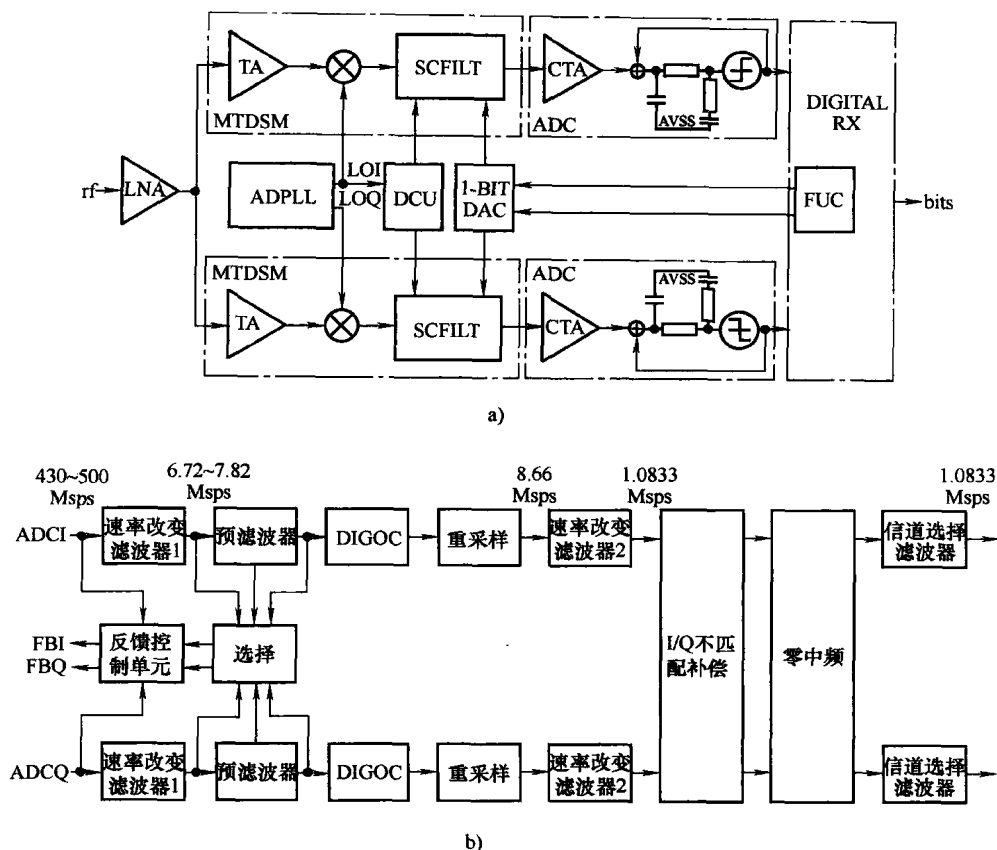 TA
SCFILT
CTA
AVSS
MTDSM
ADC
DIGITAL
RX
rf
LNA
ADPLL
LOI
LOQ
DCU
1-BIT
DAC
FUC
bits
MTDSM
ADC
TA
SCFILT
CTA
AVSS
a)
430~500
Msps
6.72~7.82
Msps
8.66
Msps
1.0833
Msps
1.0833
Msps
ADCI
速率改变
滤波器1
预滤波器
DIGOC
重采样
速率改变
滤波器2
信道选择
滤波器
FBI
FBQ
反馈控
制单元
选择
I/Q不匹
配补偿
零中频
ADCQ
速率改变
滤波器1
预滤波器
DIGOC
重采样
速率改变
滤波器2
信道选择
滤波器
b)